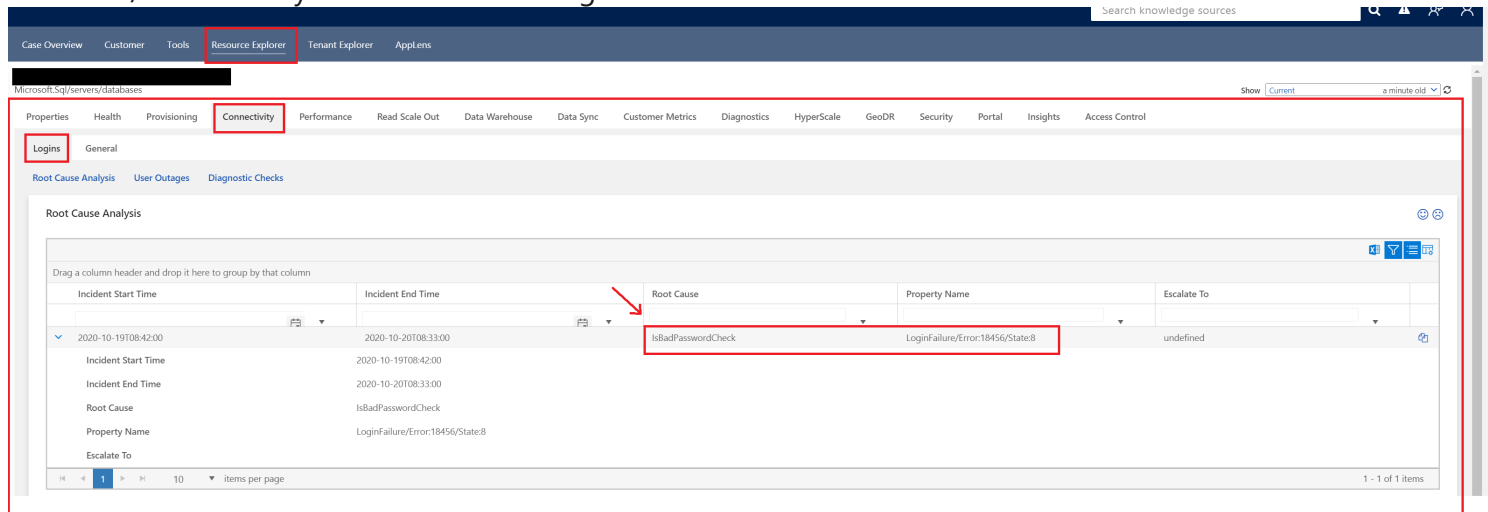 Search knowledge sources
Case Overview Customer Tools Resource Explorer Tenant Explorer AppLens
Microsoft.Sql/servers/databases
Show Current a minute old
Properties Health Provisioning Connectivity Performance Read Scale Out Data Warehouse Data Sync Customer Metrics Diagnostics HyperScale GeoDR Security Portal Insights Access Control
Logins General
Root Cause Analysis User Outages Diagnostic Checks
Root Cause Analysis
Drag a column header and drop it here to group by that column
Incident Start Time Incident End Time Root Cause Property Name Escalate To
2020-10-19T08:42:00 2020-10-20T08:33:00 IsBadPasswordCheck LoginFailure/Error:18456/State:8 undefined
Incident Start Time 2020-10-19T08:42:00
Incident End Time 2020-10-20T08:33:00
Root Cause IsBadPasswordCheck
Property Name LoginFailure/Error:18456/State:8
Escalate To
1 10 items per page 1 - 1 of 1 items